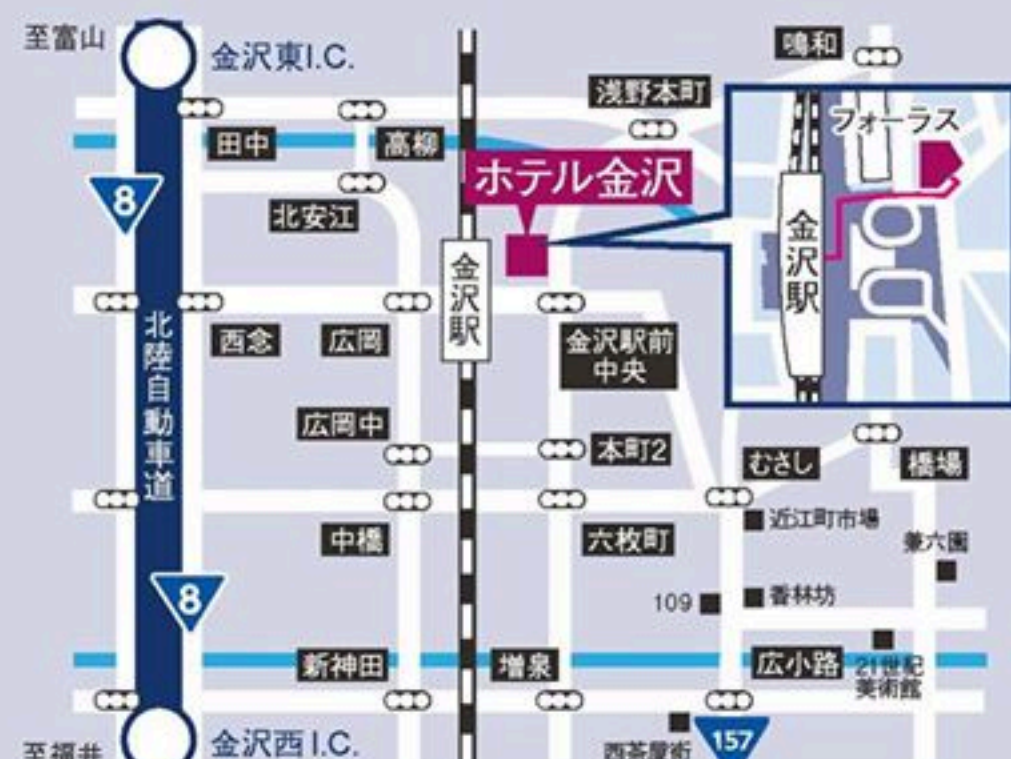 至富山
金沢東I.C.
鳴和
浅野本町
田中
高柳
フォーラス
ホテル金沢
8
北安江
金沢駅
金沢駅
北陸自動車道
西念
広岡
金沢駅前
中央
広岡中
本町2
むさし
橋場
近江町市場
中橋
六枚町
兼六園
8
109
香林坊
新神田
増泉
広小路
21世紀
美術館
至福井
金沢西I.C.
西茶屋街
157